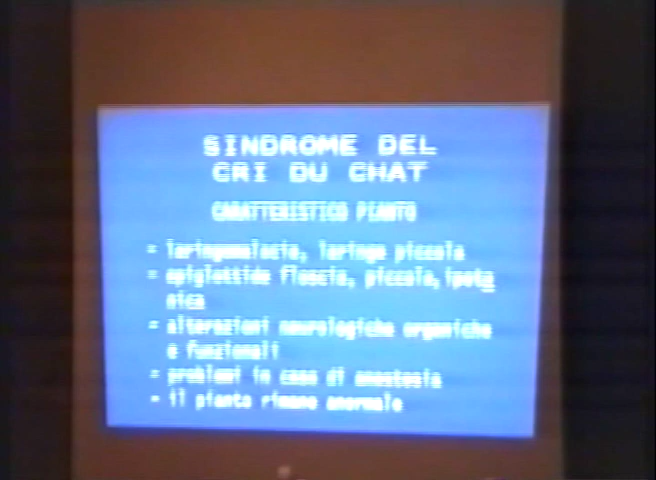 SINDROME DEL
CRI DU CHAT
CARATTERISTICO PIANTO
= laringomalacia, laringe piccola
= epiglottide floscia, piccola, ipoto
nica
= alterazioni neurologiche organiche
e funzionali
= problemi in caso di anestesia
= il pianto rimane anormale